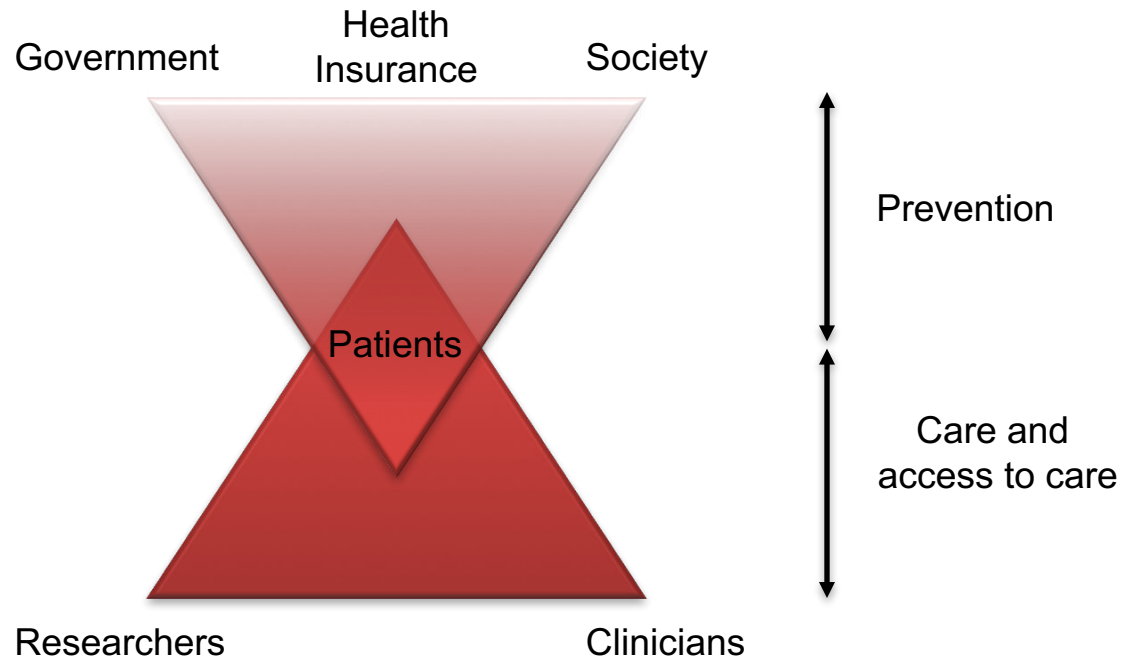 Government
Health
Insurance
Society
Prevention
Patients
Care and
access to care
Researchers
Clinicians